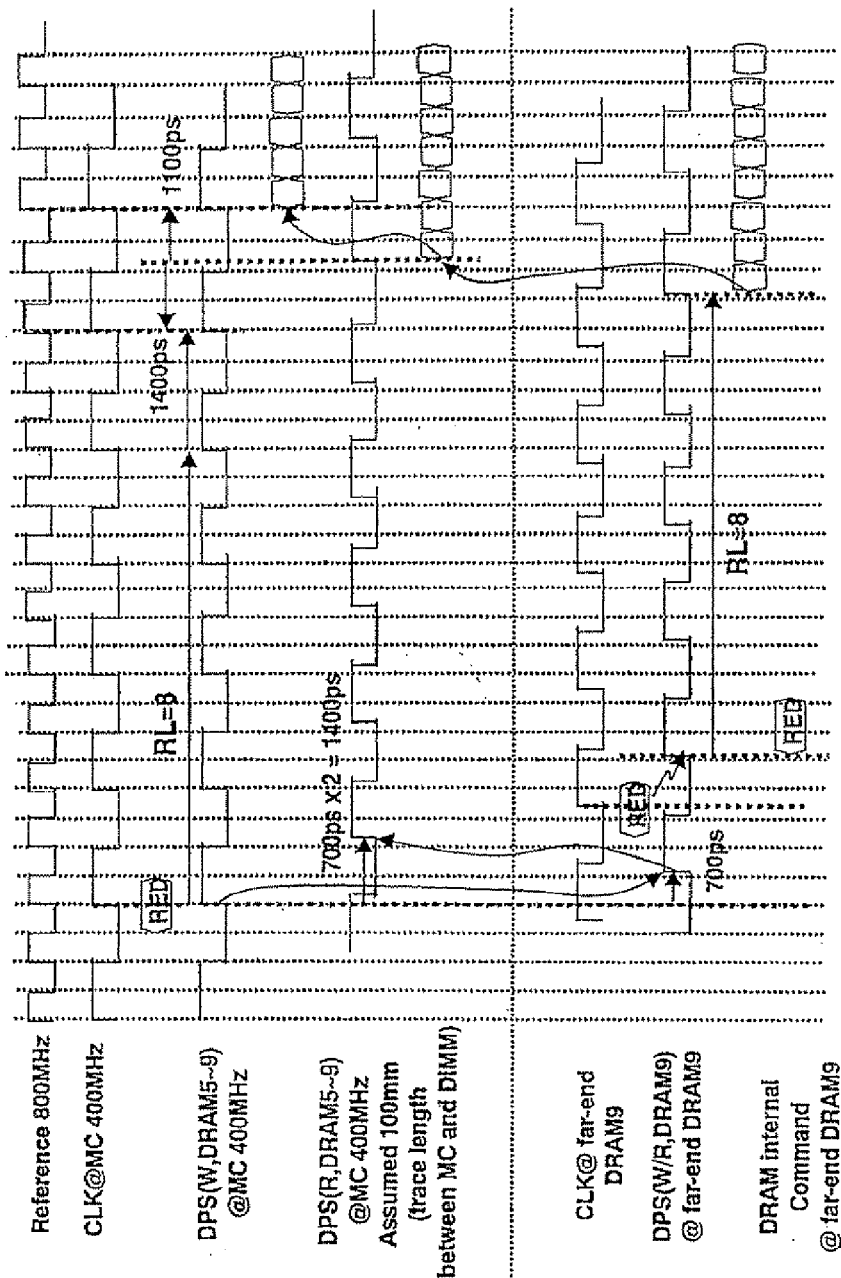 Reference 800MHz
CLK@MC 400MHz
DPS(W,DRAM5~9)
@MC 400MHz
DPS(R,DRAM5~9)
@MC 400MHz
Assumed 100mm
(trace length
between MC and DIMM)
CLK@ far-end
DRAM9
DPS(W/R,DRAM9)
@ far-end DRAM9
DRAM internal
Command
@ far-end DRAM9
RED
RL=8
1400ps
1100ps
700ps x 2 = 1400ps
700ps
RED
RED
RL=8